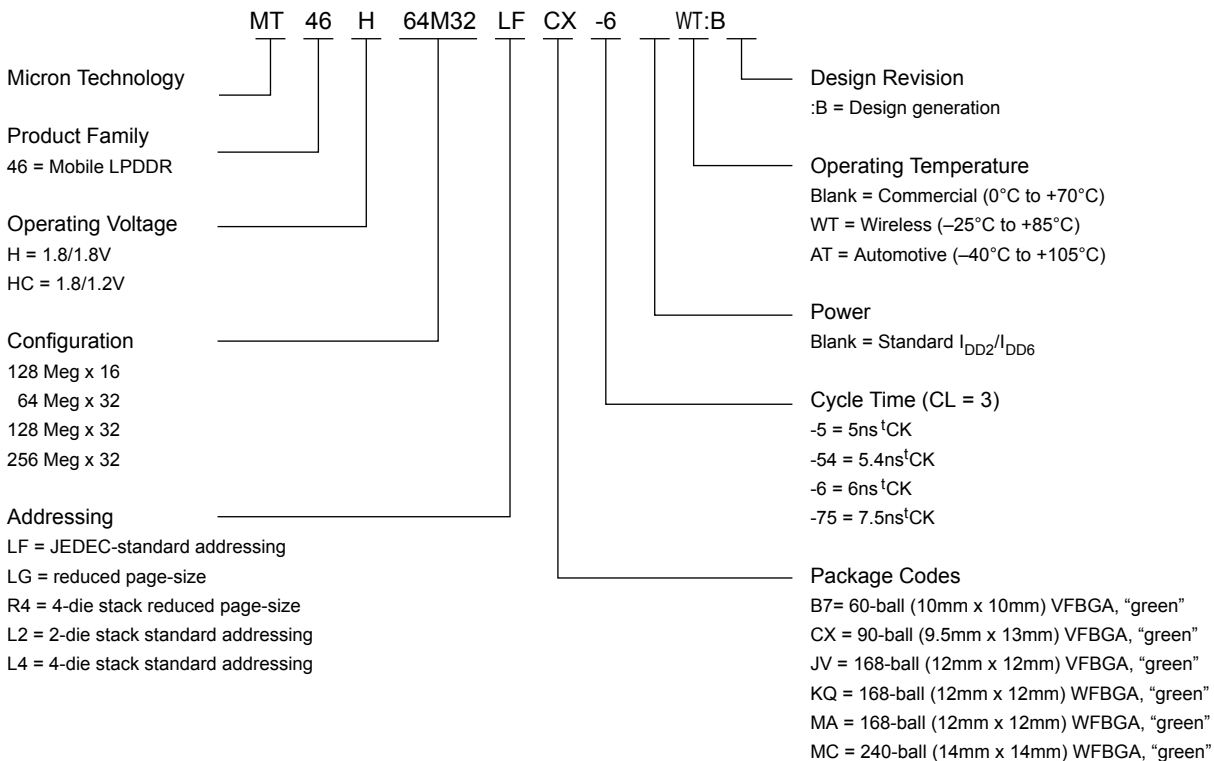 MT 46 H 64M32 LF CX -6 WT:B
Micron Technology
Product Family
46 = Mobile LPDDR
Operating Voltage
H = 1.8/1.8V
HC = 1.8/1.2V
Configuration
128 Meg x 16
64 Meg x 32
128 Meg x 32
256 Meg x 32
Addressing
LF = JEDEC-standard addressing
LG = reduced page-size
R4 = 4-die stack reduced page-size
L2 = 2-die stack standard addressing
L4 = 4-die stack standard addressing
Design Revision
:B = Design generation
Operating Temperature
Blank = Commercial (0°C to +70°C)
WT = Wireless (–25°C to +85°C)
AT = Automotive (–40°C to +105°C)
Power
Blank = Standard IDD2/IDD6
Cycle Time (CL = 3)
-5 = 5ns tCK
-54 = 5.4ns tCK
-6 = 6ns tCK
-75 = 7.5ns tCK
Package Codes
B7= 60-ball (10mm x 10mm) VFBGA, “green”
CX = 90-ball (9.5mm x 13mm) VFBGA, “green”
JV = 168-ball (12mm x 12mm) VFBGA, “green”
KQ = 168-ball (12mm x 12mm) WFBGA, “green”
MA = 168-ball (12mm x 12mm) WFBGA, “green”
MC = 240-ball (14mm x 14mm) WFBGA, “green”